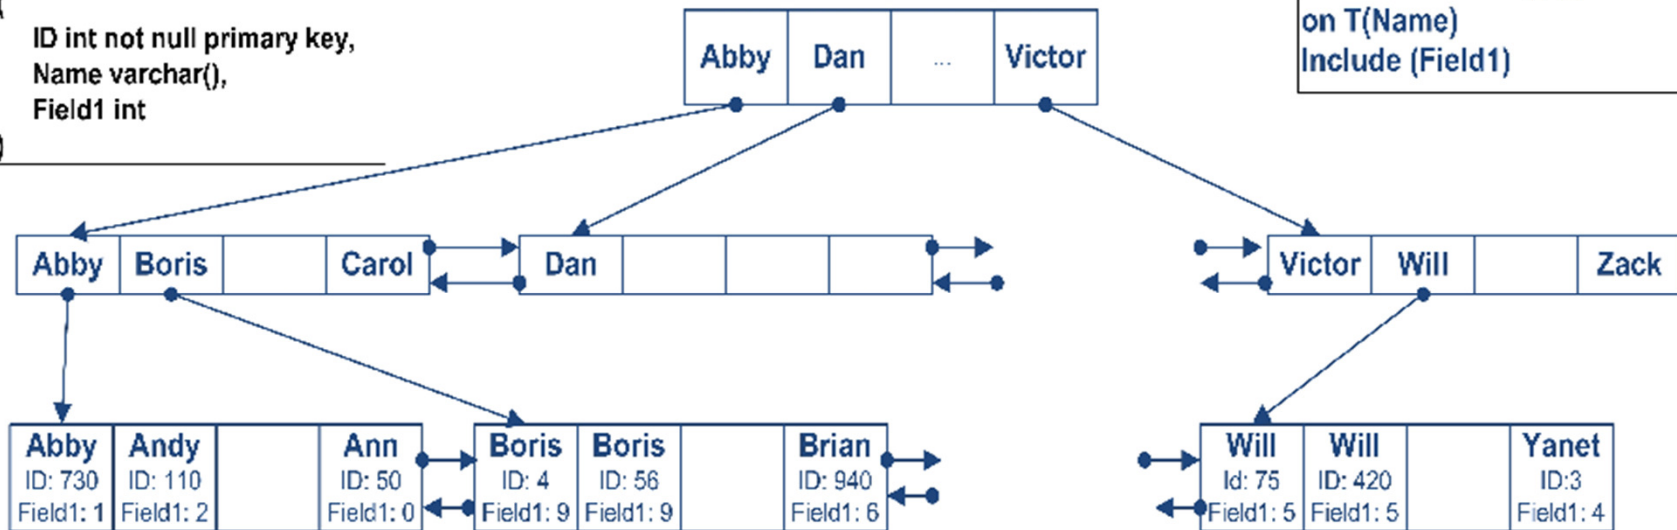 ID int not null primary key,
Name varchar(),
Field1 int
)
on T(Name)
Include (Field1)
Abby Dan ... Victor
Abby Boris Carol Dan Victor Will Zack
Abby Andy Ann Boris Boris Brian Will Will Yanet
ID: 730 ID: 110 ID: 50 ID: 4 ID: 56 ID: 940 Id: 75 ID: 420 ID:3
Field1: 1 Field1: 2 Field1: 0 Field1: 9 Field1: 9 Field1: 6 Field1: 5 Field1: 5 Field1: 4